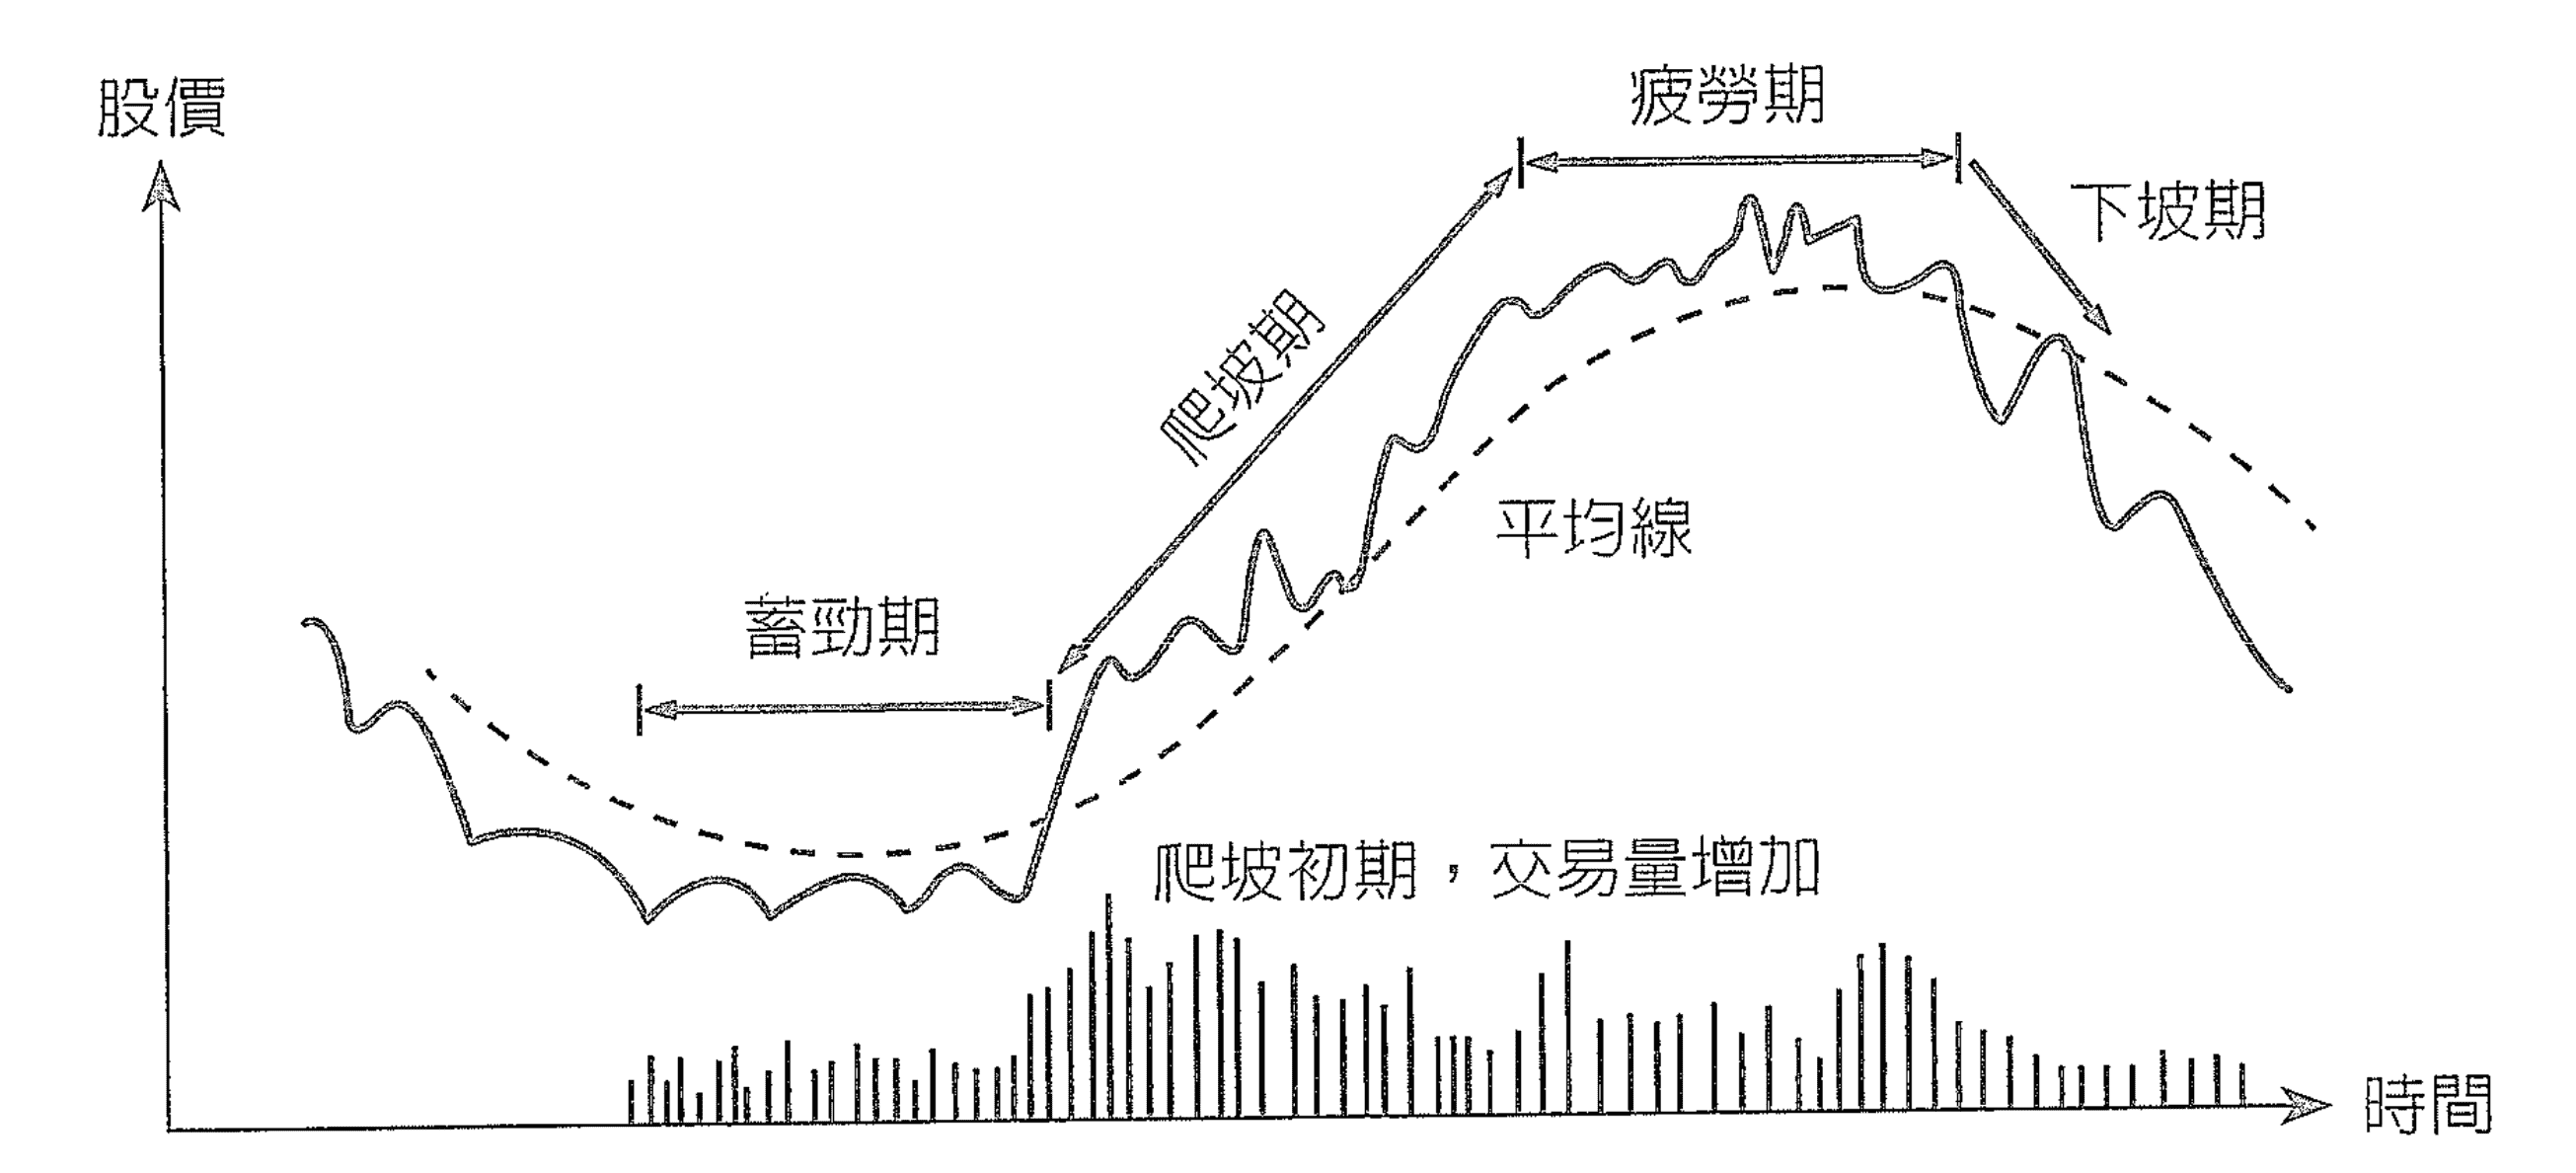 股價
疲勞期
下坡期
爬坡期
平均線
蓄勁期
爬坡初期，交易量增加
時間